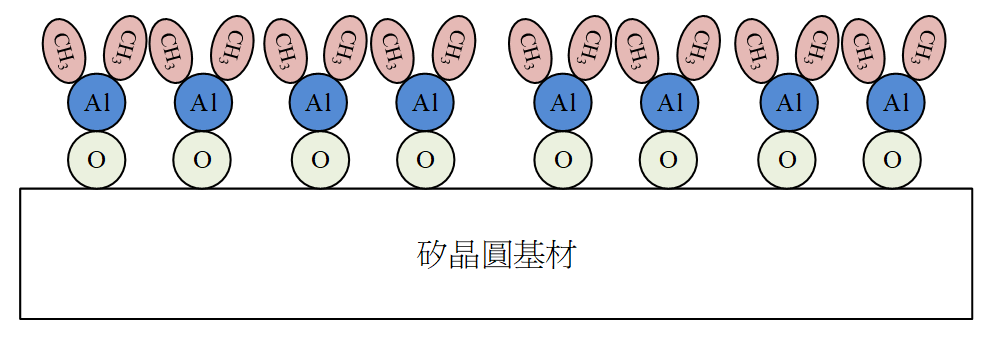 CH₃ CH₃ CH₃ CH₃ CH₃ CH₃ CH₃ CH₃ CH₃ CH₃ CH₃ CH₃ CH₃ CH₃ CH₃ CH₃
Al Al Al Al Al Al Al Al
O O O O O O O O
矽晶圓基材